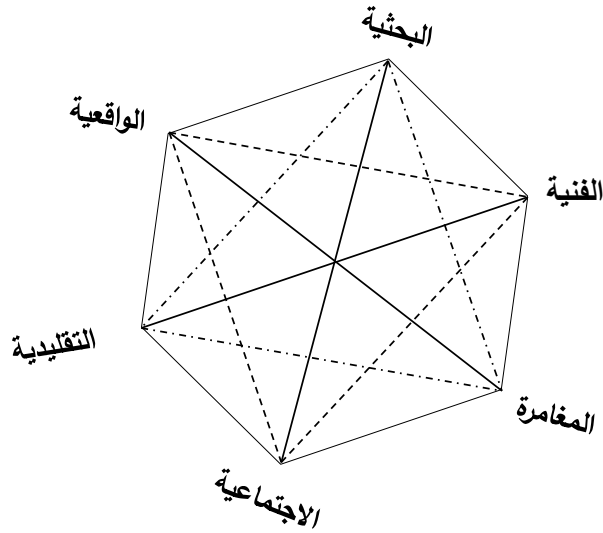 البحثية
الواقعية
الفنية
التقليدية
المغامرة
الاجتماعية